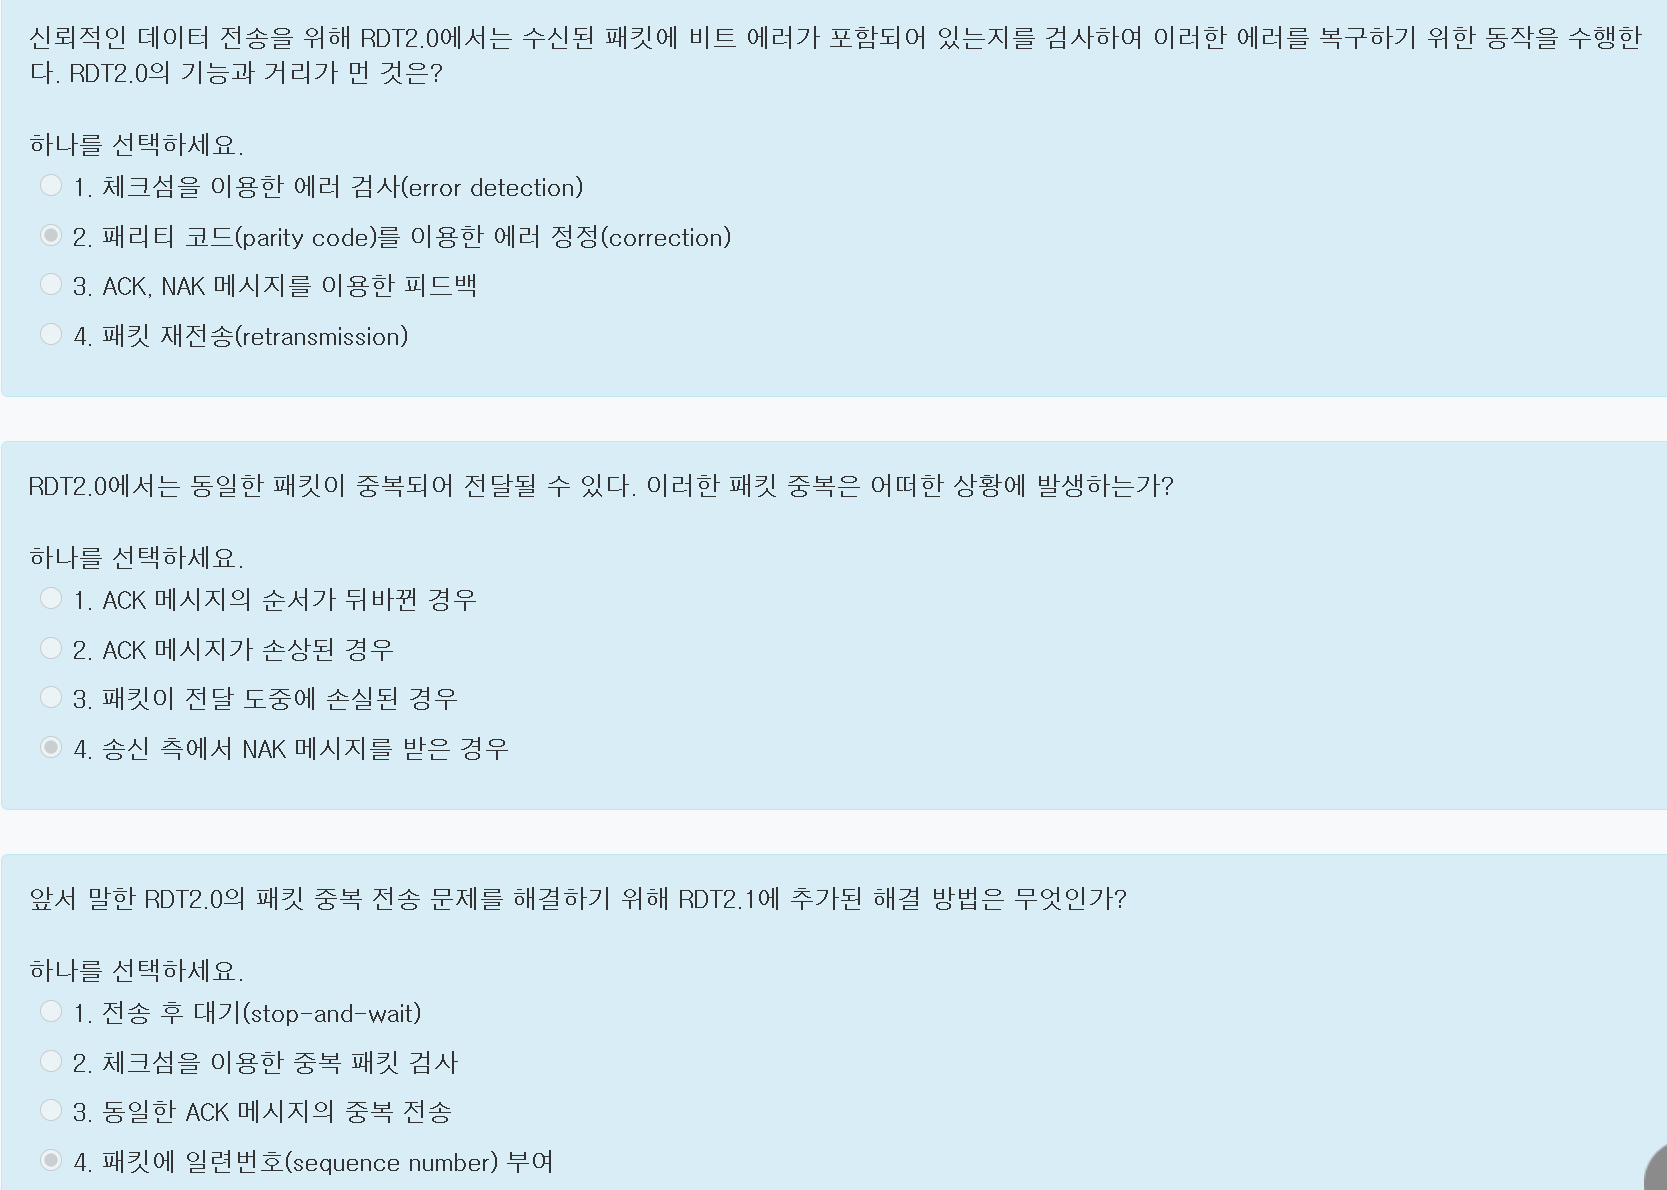 신뢰적인 데이터 전송을 위해 RDT2.0에서는 수신된 패킷에 비트 에러가 포함되어 있는지를 검사하여 이러한 에러를 복구하기 위한 동작을 수행한
다. RDT2.0의 기능과 거리가 먼 것은?
하나를 선택하세요.
1. 체크섬을 이용한 에러 검사(error detection)
2. 패리티 코드(parity code)를 이용한 에러 정정(correction)
3. ACK, NAK 메시지를 이용한 피드백
4. 패킷 재전송(retransmission)
RDT2.0에서는 동일한 패킷이 중복되어 전달될 수 있다. 이러한 패킷 중복은 어떠한 상황에 발생하는가?
하나를 선택하세요.
1. ACK 메시지의 순서가 뒤바뀐 경우
2. ACK 메시지가 손상된 경우
3. 패킷이 전달 도중에 손실된 경우
4. 송신 측에서 NAK 메시지를 받은 경우
앞서 말한 RDT2.0의 패킷 중복 전송 문제를 해결하기 위해 RDT2.1에 추가된 해결 방법은 무엇인가?
하나를 선택하세요.
1. 전송 후 대기(stop-and-wait)
2. 체크섬을 이용한 중복 패킷 검사
3. 동일한 ACK 메시지의 중복 전송
4. 패킷에 일련번호(sequence number) 부여